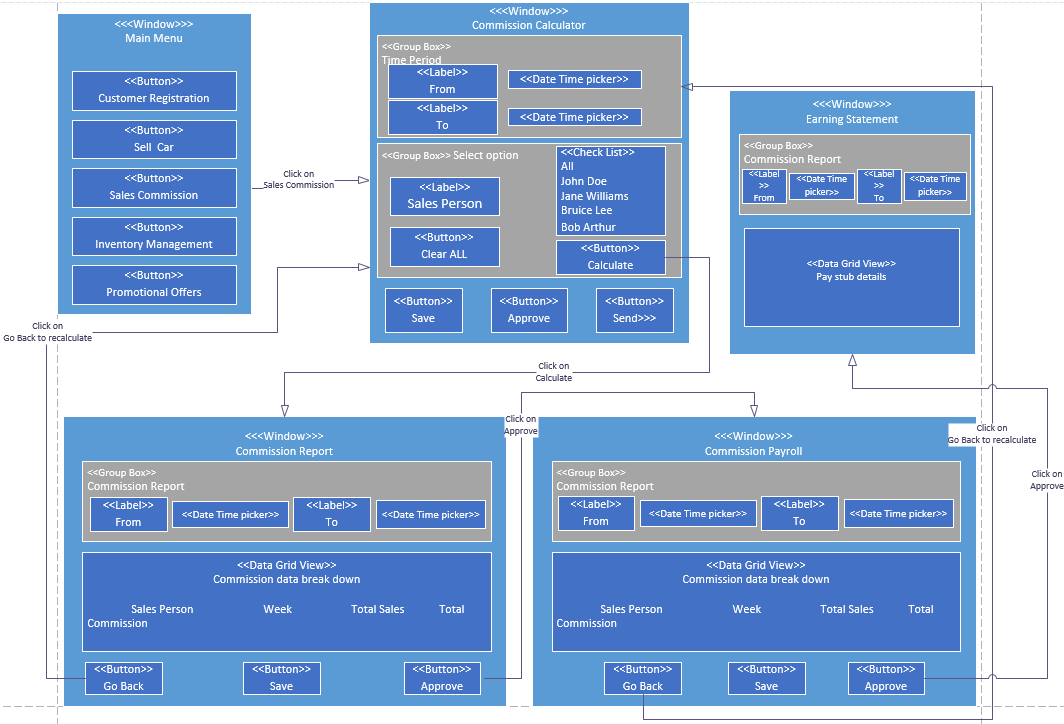 <<<Window>>>
Main Menu
<<Button>>
Customer Registration
<<Button>>
Sell Car
<<Button>>
Sales Commission
<<Button>>
Inventory Management
<<Button>>
Promotional Offers
Click on
Sales Commission
<<<Window>>>
Commission Calculator
<<Group Box>>
Time Period
<<Label>>
From
<<Date Time picker>>
<<Label>>
To
<<Date Time picker>>
<<Group Box>> Select option
<<Label>>
Sales Person
<<Button>>
Clear ALL
<<Check List>>
All
John Doe
Jane Williams
Bruice Lee
Bob Arthur
<<Button>>
Calculate
<<Button>>
Save
<<Button>>
Approve
<<Button>>
Send>>>
<<<Window>>>
Earning Statement
<<Group Box>>
Commission Report
<<Label
>>
From
<<Date Time
picker>>
<<Label
>>
To
<<Date Time
picker>>
<<Data Grid View>>
Pay stub details
Click on
Go Back to recalculate
Click on
Calculate
Click on
Approve
Click on
Go Back to recalculate
Click on
Approve
<<<Window>>>
Commission Report
<<Group Box>>
Commission Report
<<Label>>
From
<<Date Time picker>>
<<Label>>
To
<<Date Time picker>>
<<Data Grid View>>
Commission data break down
Sales Person Week Total Sales Total
Commission
<<Button>>
Go Back
<<Button>>
Save
<<Button>>
Approve
<<<Window>>>
Commission Payroll
<<Group Box>>
Commission Report
<<Label>>
From
<<Date Time picker>>
<<Label>>
To
<<Date Time picker>>
<<Data Grid View>>
Commission data break down
Sales Person Week Total Sales Total
Commission
<<Button>>
Go Back
<<Button>>
Save
<<Button>>
Approve